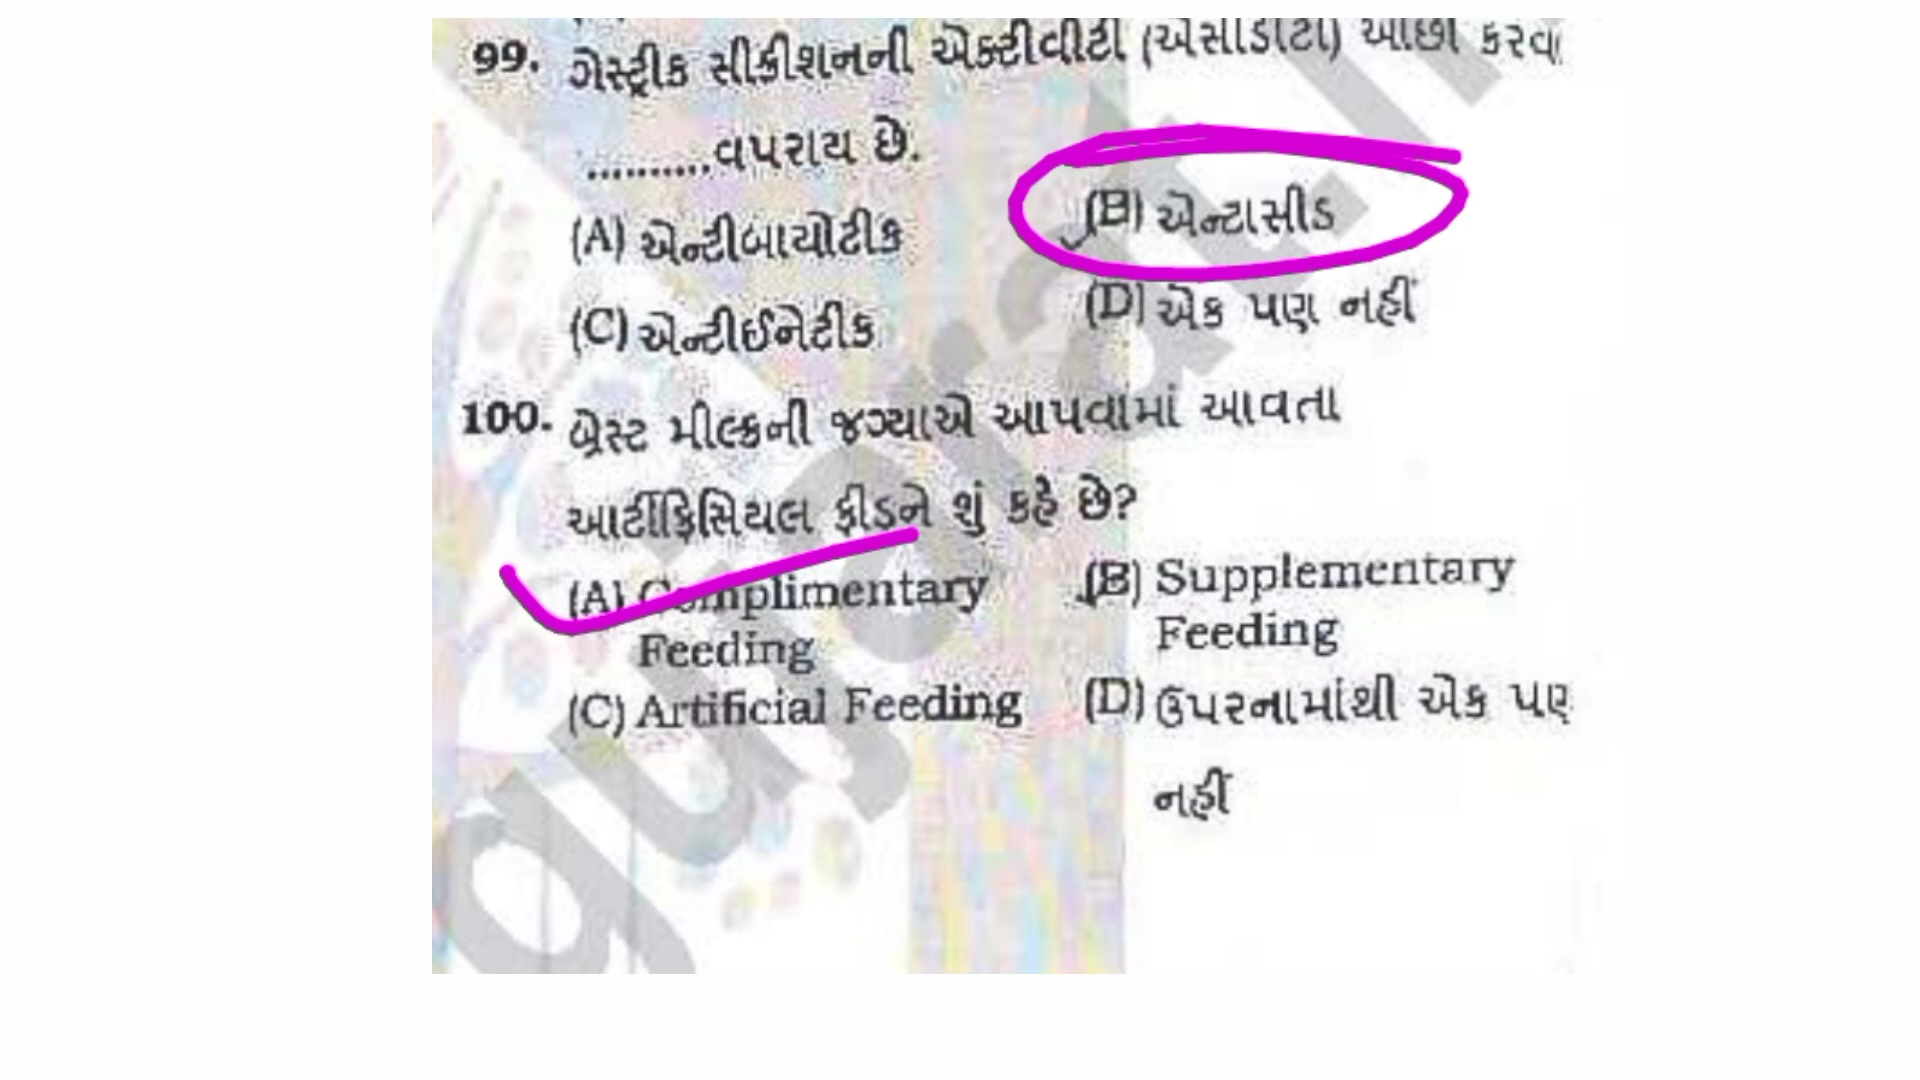 99. ગેસ્ટ્રીક સીક્રીશનની એક્ટીવીટી (એસીડીટી) ઓછી કરવા
..........વપરાય છે.
(A) એન્ટીબાયોટીક (B) એન્ટાસીડ
(C) એન્ટીઈમેટીક (D) એક પણ નહીં
100. બ્રેસ્ટ મીલ્કની જગ્યાએ આપવામાં આવતા
આર્ટીફિસિયલ ફીડને શું કહે છે?
(A) Complimentary (B) Supplementary
Feeding Feeding
(C) Artificial Feeding (D) ઉપરનામાંથી એક પણ
નહીં